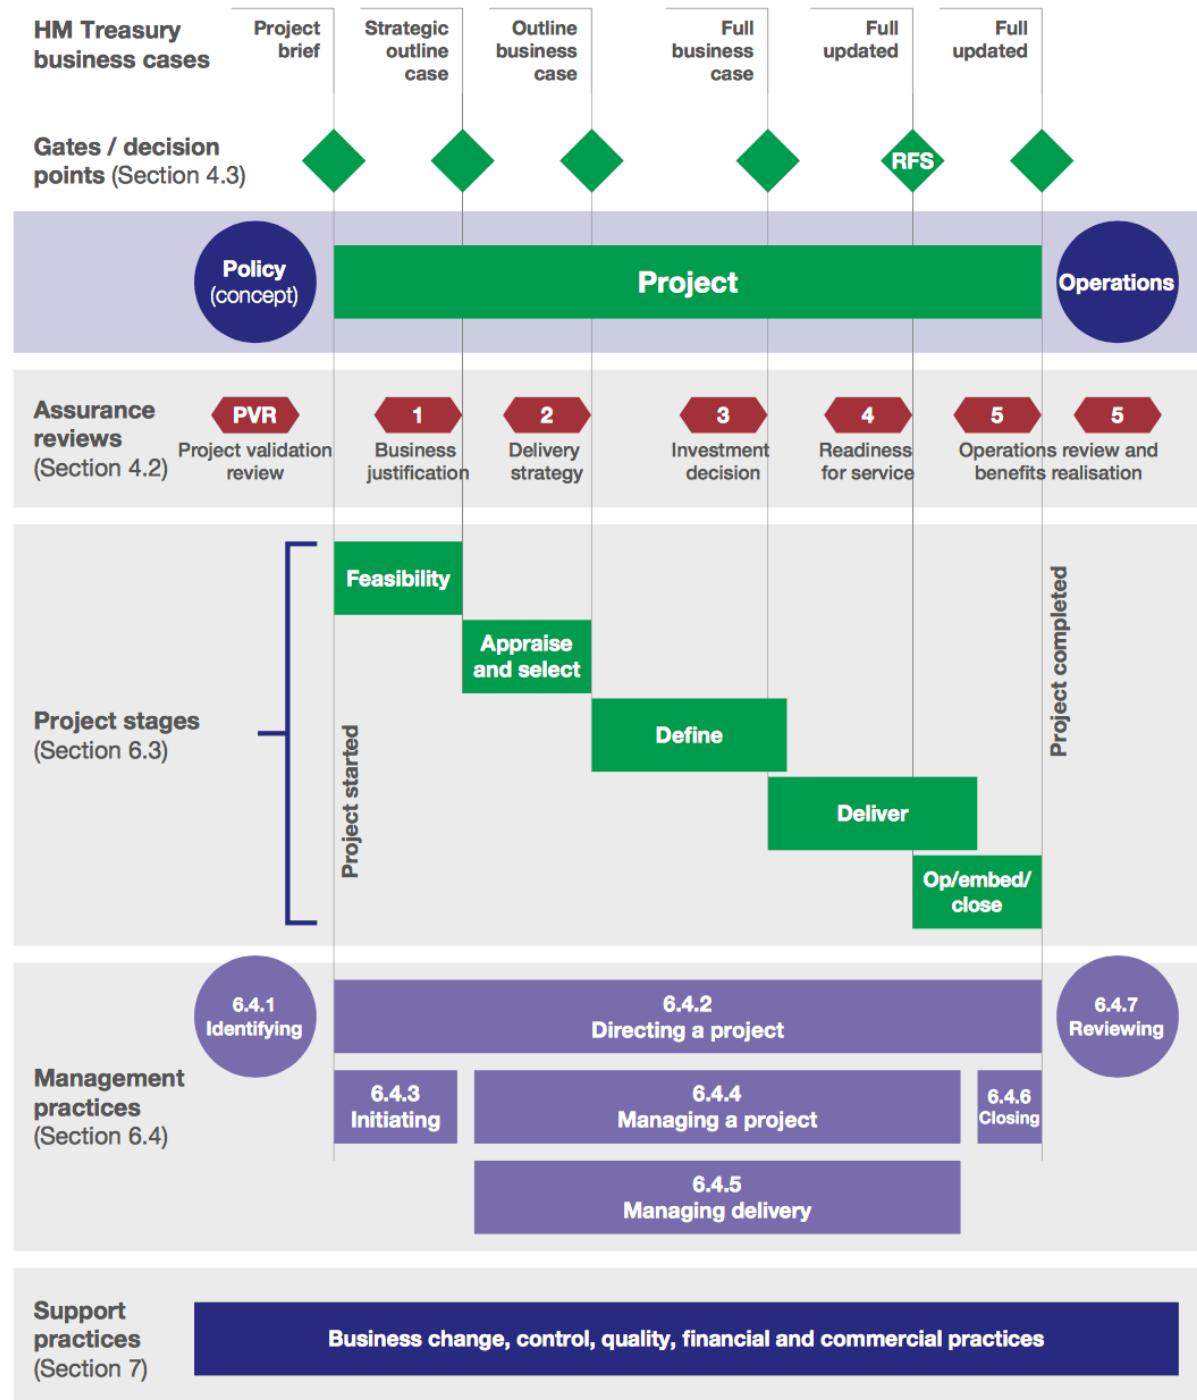 HM Treasury
business cases
Project
brief
Strategic
outline
case
Outline
business
case
Full
business
case
Full
updated
Full
updated
Gates / decision
points (Section 4.3)
RFS
Policy
(concept)
Project
Operations
Assurance
reviews
(Section 4.2)
PVR
Project validation
review
1
Business
justification
2
Delivery
strategy
3
Investment
decision
4
Readiness
for service
5
5
Operations review and
benefits realisation
Project stages
(Section 6.3)
Project started
Feasibility
Appraise
and select
Define
Deliver
Op/embed/
close
Project completed
Management
practices
(Section 6.4)
6.4.1
Identifying
6.4.2
Directing a project
6.4.7
Reviewing
6.4.3
Initiating
6.4.4
Managing a project
6.4.6
Closing
6.4.5
Managing delivery
Support
practices
(Section 7)
Business change, control, quality, financial and commercial practices